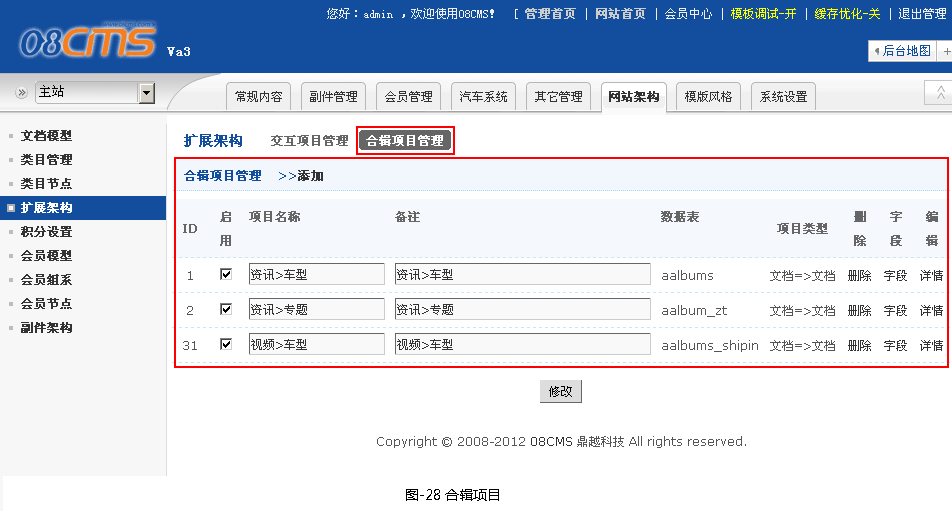 您好：admin ，欢迎使用08CMS！ [ 管理首页 | 网站首页 | 会员中心 | 模板调试-开 | 缓存优化-关 | 退出管理
08CMS Va3
后台地图 +
主站
常规内容 副件管理 会员管理 汽车系统 其它管理 网站架构 模版风格 系统设置
文档模型
类目管理
类目节点
扩展架构
积分设置
会员模型
会员组系
会员节点
副件架构
扩展架构 交互项目管理 合辑项目管理
合辑项目管理 >>添加
ID 启用 项目名称 备注 数据表 项目类型 删除 字段 编辑
1 资讯>车型 资讯>车型 aalbums 文档=>文档 删除 字段 详情
2 资讯>专题 资讯>专题 aalbum_zt 文档=>文档 删除 字段 详情
31 视频>车型 视频>车型 aalbums_shipin 文档=>文档 删除 字段 详情
修改
Copyright © 2008-2012 08CMS 鼎越科技 All rights reserved.
图-28 合辑项目